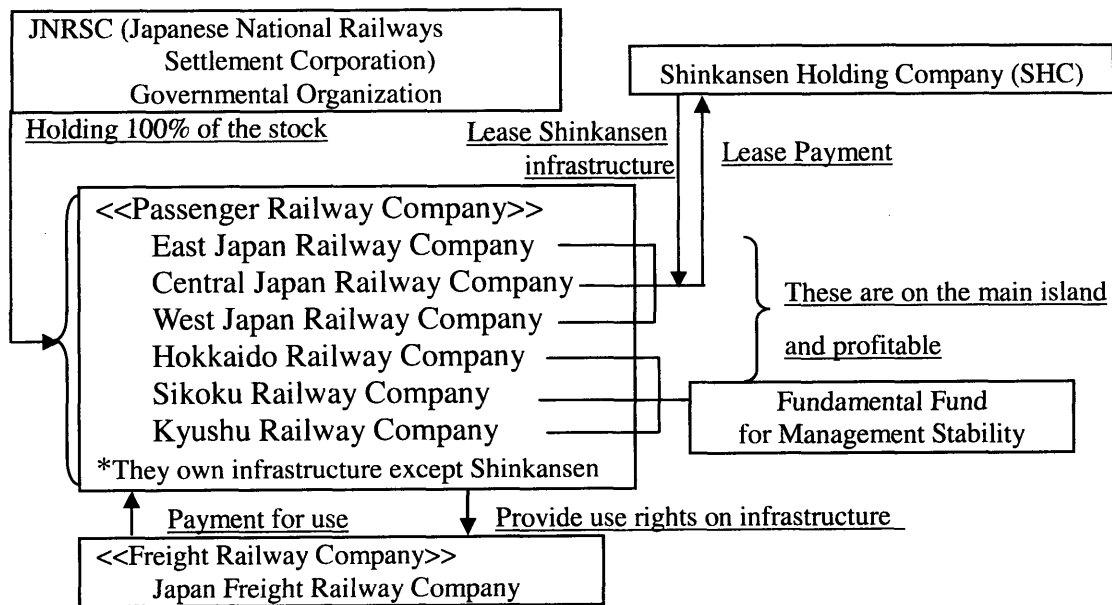 JNRSC (Japanese National Railways
Settlement Corporation)
Governmental Organization
Shinkansen Holding Company (SHC)
Holding 100% of the stock
Lease Shinkansen
infrastructure
Lease Payment
<<Passenger Railway Company>>
East Japan Railway Company
Central Japan Railway Company
West Japan Railway Company
Hokkaido Railway Company
Sikoku Railway Company
Kyushu Railway Company
*They own infrastructure except Shinkansen
These are on the main island
and profitable
Fundamental Fund
for Management Stability
Payment for use
Provide use rights on infrastructure
<<Freight Railway Company>>
Japan Freight Railway Company